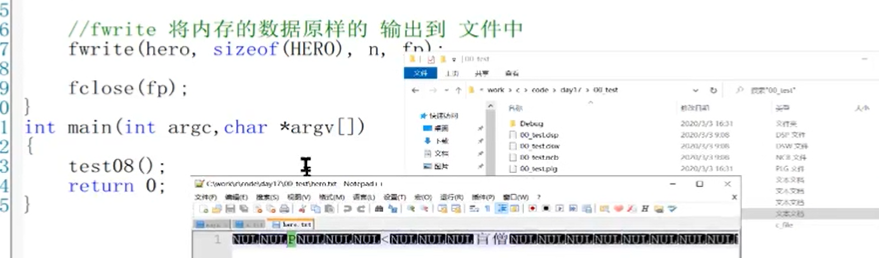 5
6 //fwrite 将内存的数据原样的 输出到 文件中
7 fwrite(hero, sizeof(HERO), n, fp);
8
9 fclose(fp);
0 }
1 int main(int argc,char *argv[])
2 {
3 test08();
4 return 0;
5 }
文件 主页 共享 查看
work › c › code › day17 › 00_test
搜索"00_test"
名称 修改日期 类型 大小
快速访问
桌面
下载
文档
图片
Debug 2020/3/3 16:31 文件夹
00_test.dsp 2020/3/3 9:08 DSP 文件
00_test.dsw 2020/3/3 9:08 DSW 文件
00_test.ncb 2020/3/3 9:08 NCB 文件
00_test.plg 2020/3/3 16:31 PLG 文件
文本文档
文本文档
文本文档
文本文档
c_file
C:\work\c\code\day17\00_test\hero.txt - Notepad++
文件(F) 编辑(E) 搜索(S) 视图(V) 格式(M) 语言(L) 设置(T) 宏(O) 运行(R) 插件(P) 窗口(W) ?
hero.txt
1 NULNULPNULNULNUL<NULNULNUL盲僧NULNULNULNULNULNULNULNULNULNUL